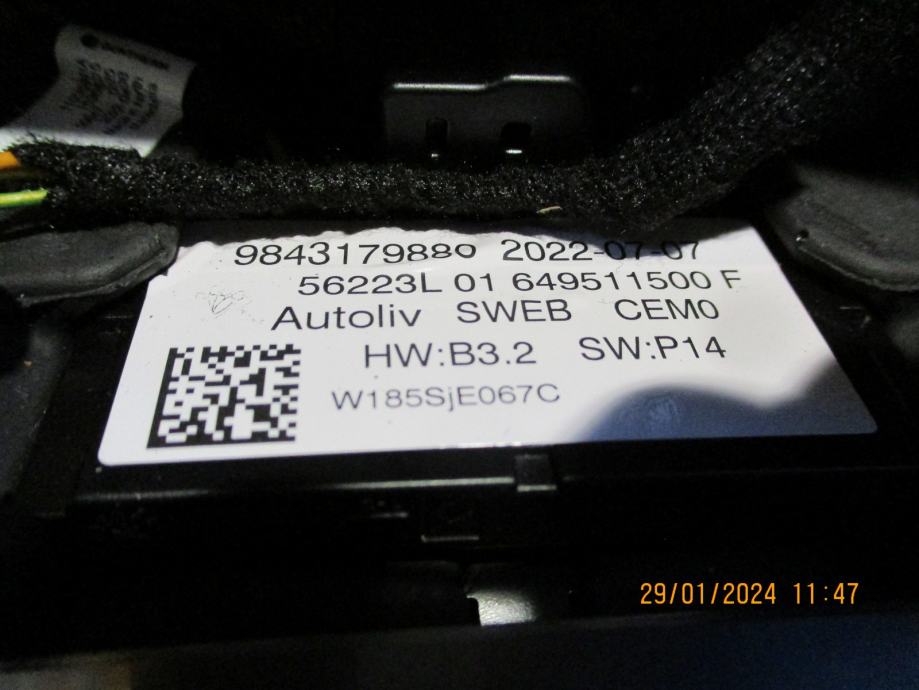 9843179880 2022-07-07
56223L 01 649511500 F
Autoliv SWEB CEM0
HW:B3.2 SW:P14
W185SjE067C
29/01/2024 11:47